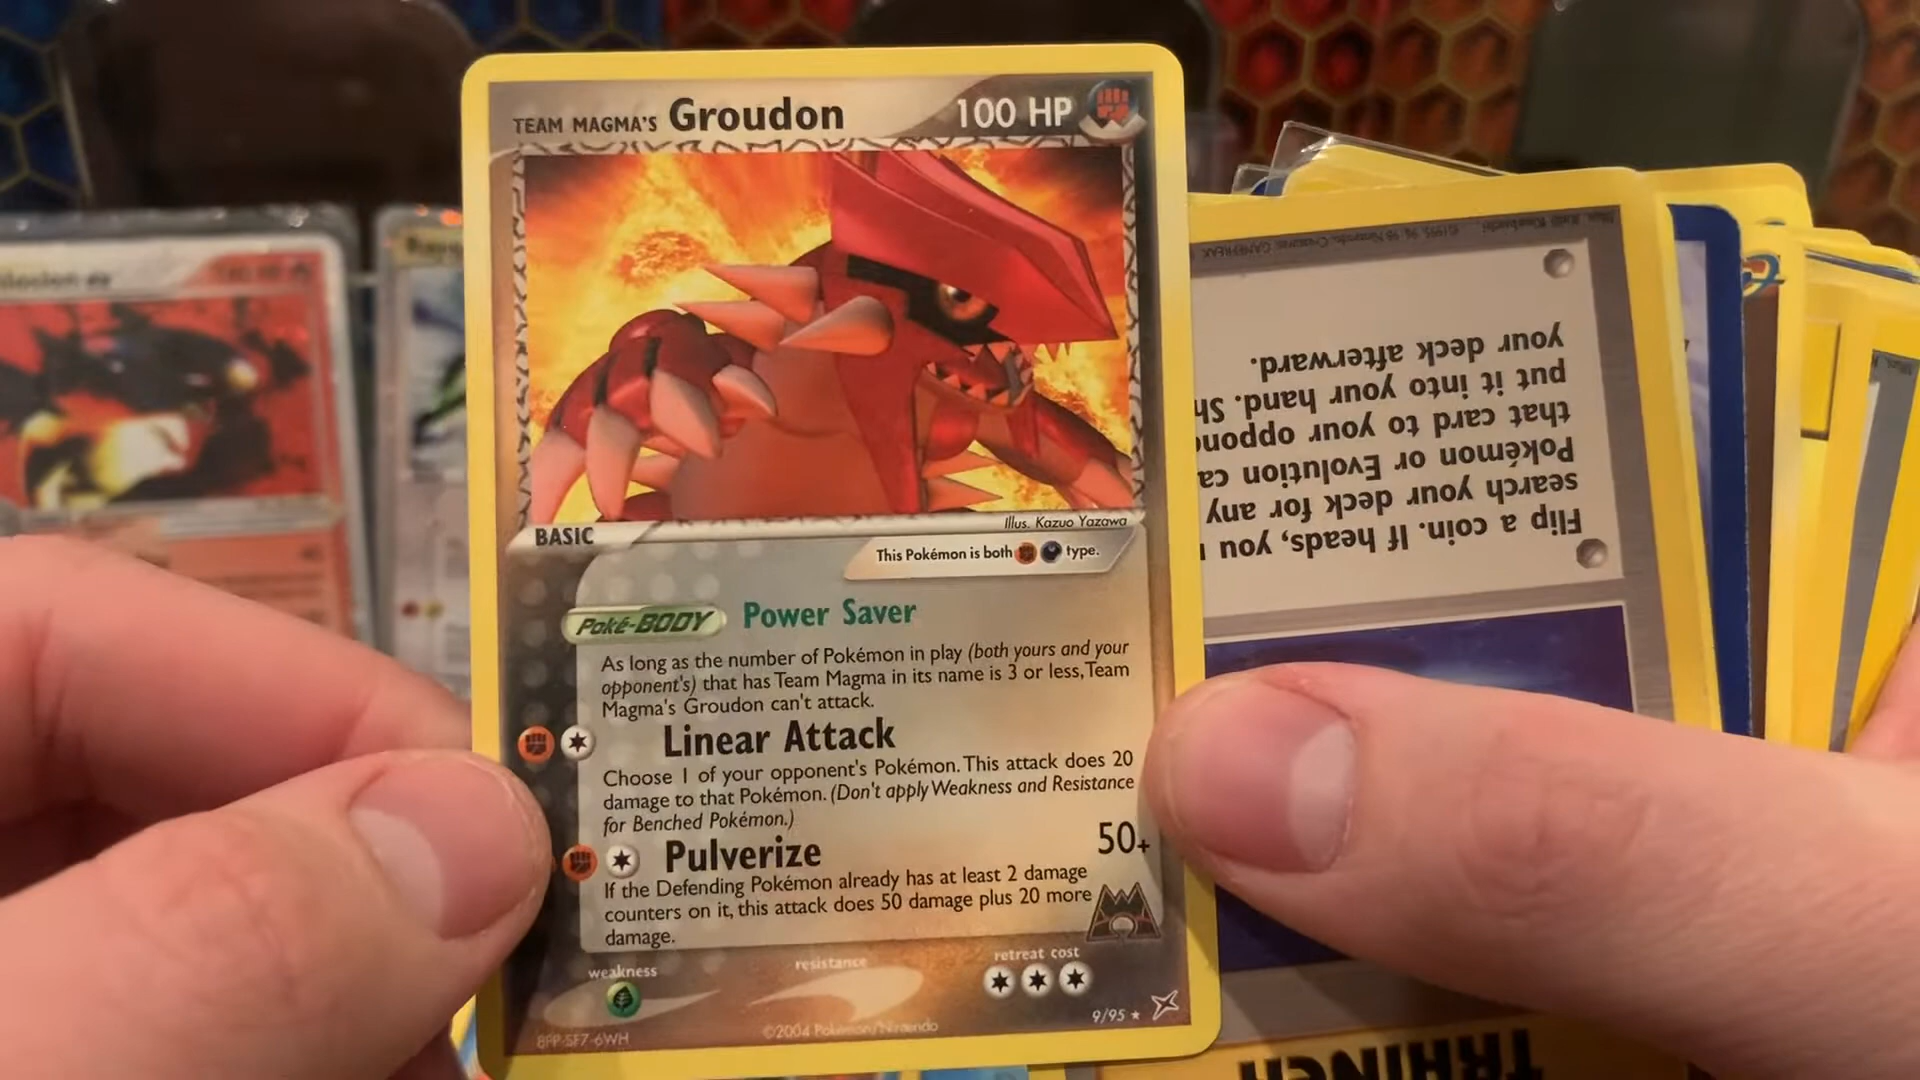 TEAM MAGMA'S Groudon 100 HP
BASIC
Illus. Kazuo Yazawa
This Pokémon is both type.
Poké-BODY Power Saver
As long as the number of Pokémon in play (both yours and your
opponent's) that has Team Magma in its name is 3 or less, Team
Magma's Groudon can't attack.
Linear Attack
Choose 1 of your opponent's Pokémon. This attack does 20
damage to that Pokémon. (Don't apply Weakness and Resistance
for Benched Pokémon.)
Pulverize 50+
If the Defending Pokémon already has at least 2 damage
counters on it, this attack does 50 damage plus 20 more
damage.
weakness resistance retreat cost
9/95 ★
8PP-5F7-6WH ©2004 Pokémon/Nintendo
TRAINER
Flip a coin. If heads, you
search your deck for any
Pokémon or Evolution
that card to your
put it into your hand.
your deck afterward.